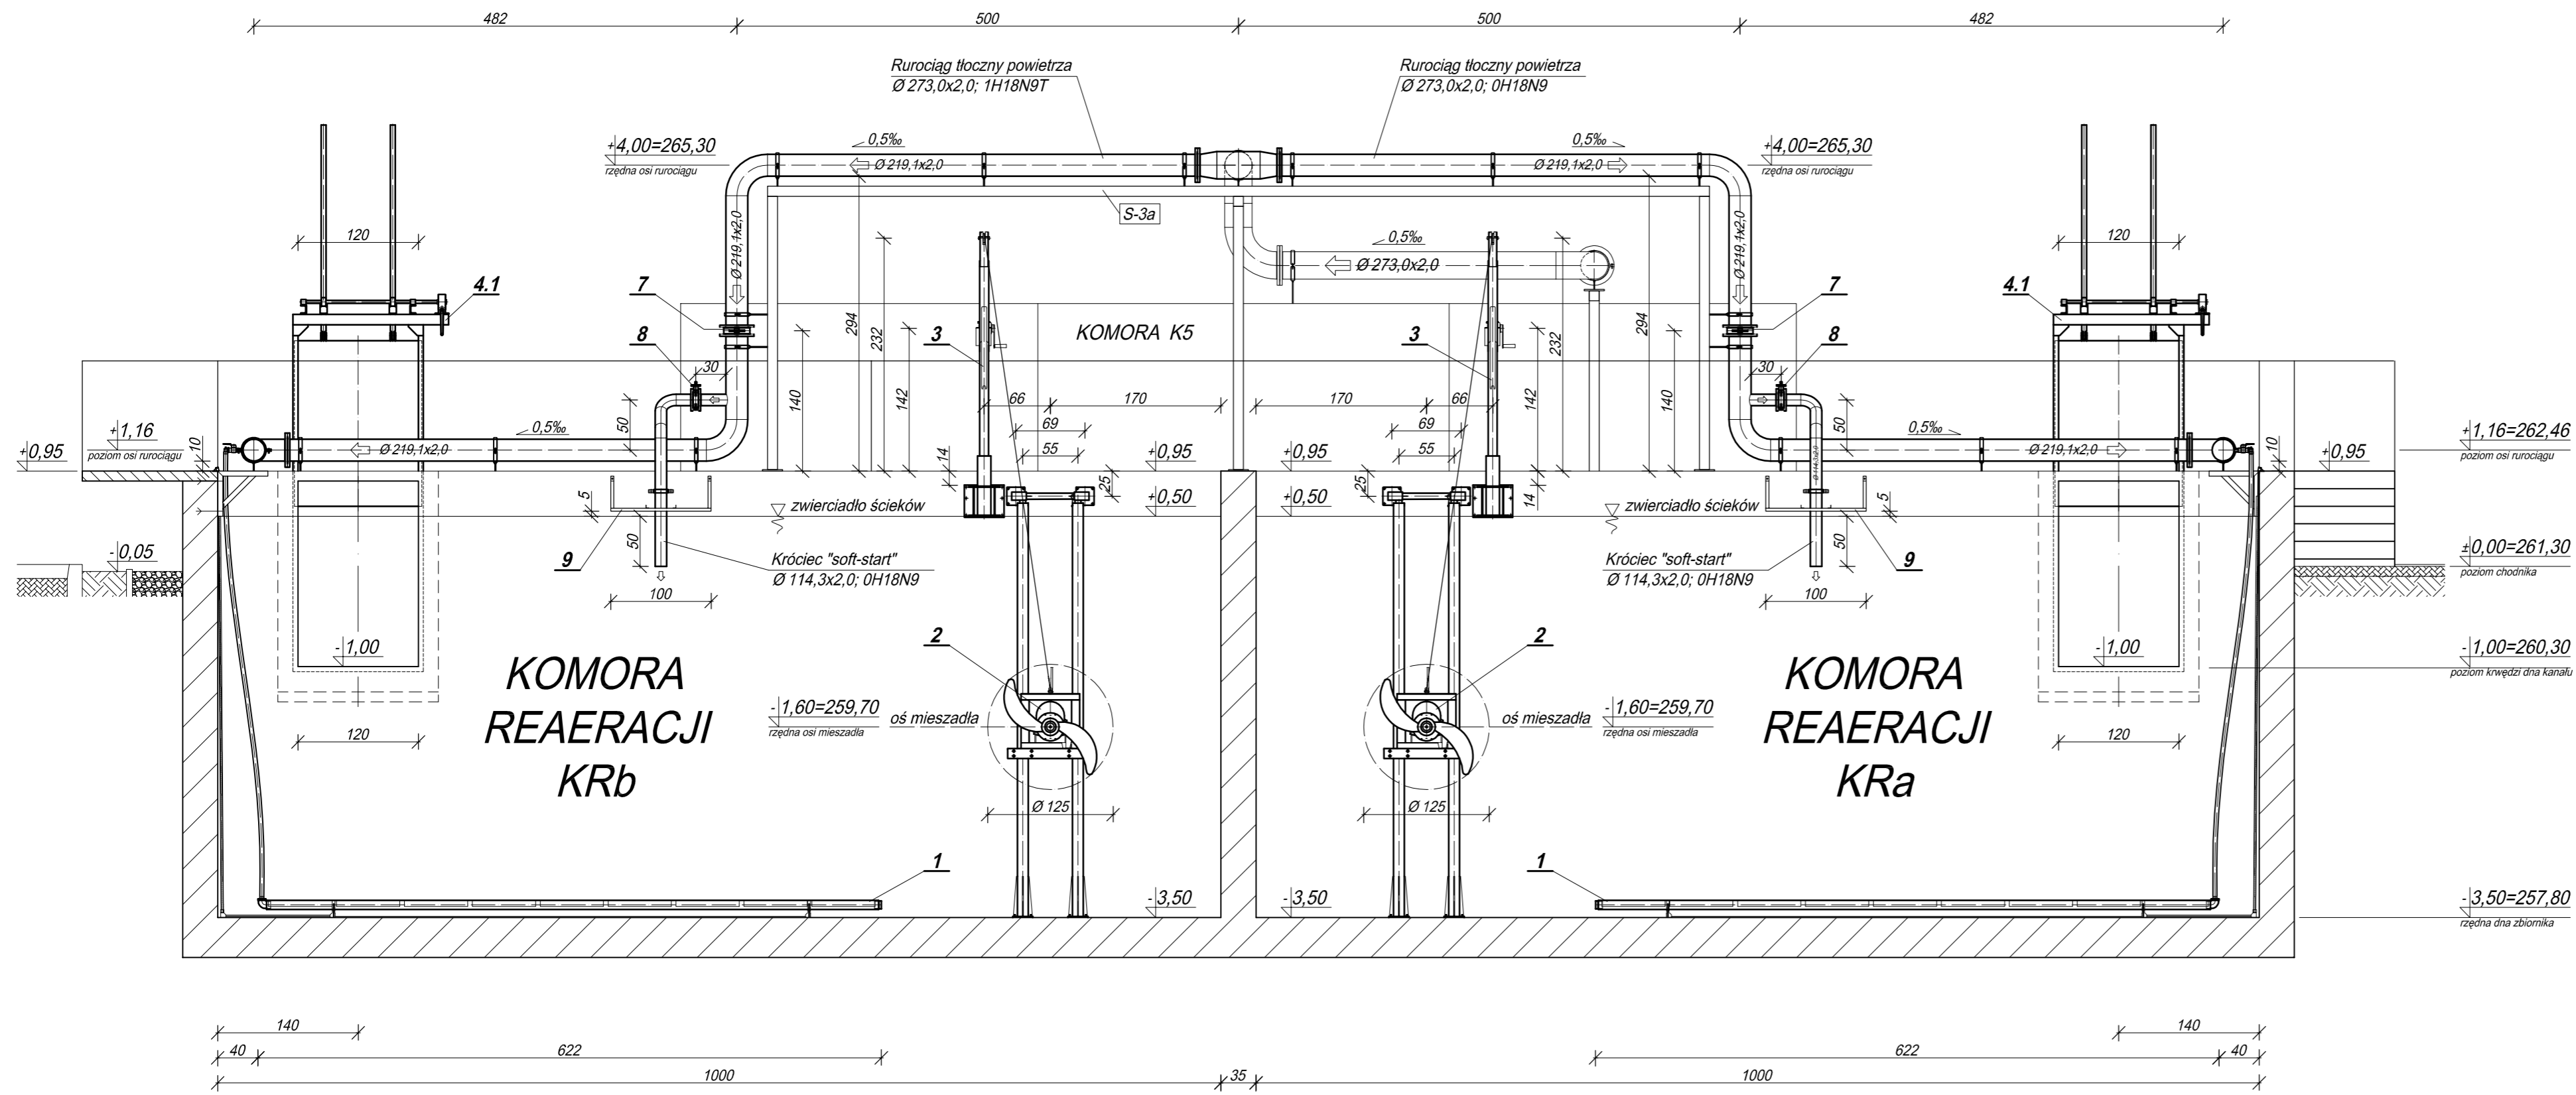 482
500
500
482
Rurociąg tłoczny powietrza
Ø 273,0x2,0; 1H18N9T
Rurociąg tłoczny powietrza
Ø 273,0x2,0; 0H18N9
+4,00=265,30
rzędna osi rurociągu
0,5‰
Ø 219,1x2,0
0,5‰
Ø 219,1x2,0
+4,00=265,30
rzędna osi rurociągu
S-3a
120
Ø 219,1x2,0
0,5‰
Ø 273,0x2,0
Ø 219,1x2,0
120
4.1
7
8
294
232
3
KOMORA K5
3
232
294
7
8
4.1
30
140
142
66
170
170
66
142
140
30
+0,95
+1,16
poziom osi rurociągu
10
0,5‰
Ø 219,1x2,0
50
69
55
14
25
+0,95
+0,50
+0,95
+0,50
69
55
25
14
50
Ø 114,3x2,0
0,5‰
Ø 219,1x2,0
10
+0,95
+1,16=262,46
poziom osi rurociągu
-0,05
5
50
9
100
zwierciadło ścieków
Króciec "soft-start"
Ø 114,3x2,0; 0H18N9
zwierciadło ścieków
Króciec "soft-start"
Ø 114,3x2,0; 0H18N9
5
50
9
100
±0,00=261,30
poziom chodnika
-1,00
2
2
-1,00
-1,00=260,30
poziom krwędzi dna kanału
KOMORA
REAERACJI
KRb
-1,60=259,70
rzędna osi mieszadła
oś mieszadła
oś mieszadła
-1,60=259,70
rzędna osi mieszadła
KOMORA
REAERACJI
KRa
120
120
Ø 125
Ø 125
1
1
-3,50
-3,50
-3,50=257,80
rzędna dna zbiornika
140
140
40
622
622
40
1000
35
1000